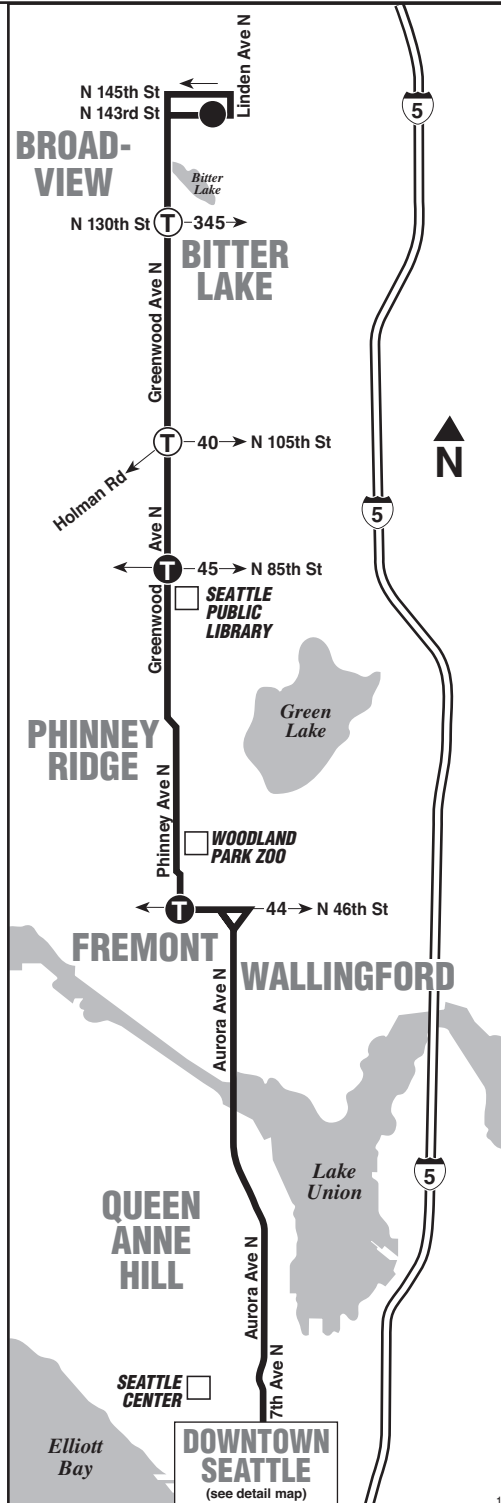 Linden Ave N
N 145th St
N 143rd St
5
BROAD-
VIEW
Bitter
Lake
N 130th St
T
345
BITTER
LAKE
Greenwood Ave N
T
40
N 105th St
N
Holman Rd
5
Greenwood Ave N
T
45
N 85th St
SEATTLE
PUBLIC
LIBRARY
Green
Lake
PHINNEY
RIDGE
Phinney Ave N
WOODLAND
PARK ZOO
T
44
N 46th St
FREMONT
WALLINGFORD
Aurora Ave N
Lake
Union
5
QUEEN
ANNE
HILL
Aurora Ave N
7th Ave N
SEATTLE
CENTER
Elliott
Bay
DOWNTOWN
SEATTLE
(see detail map)